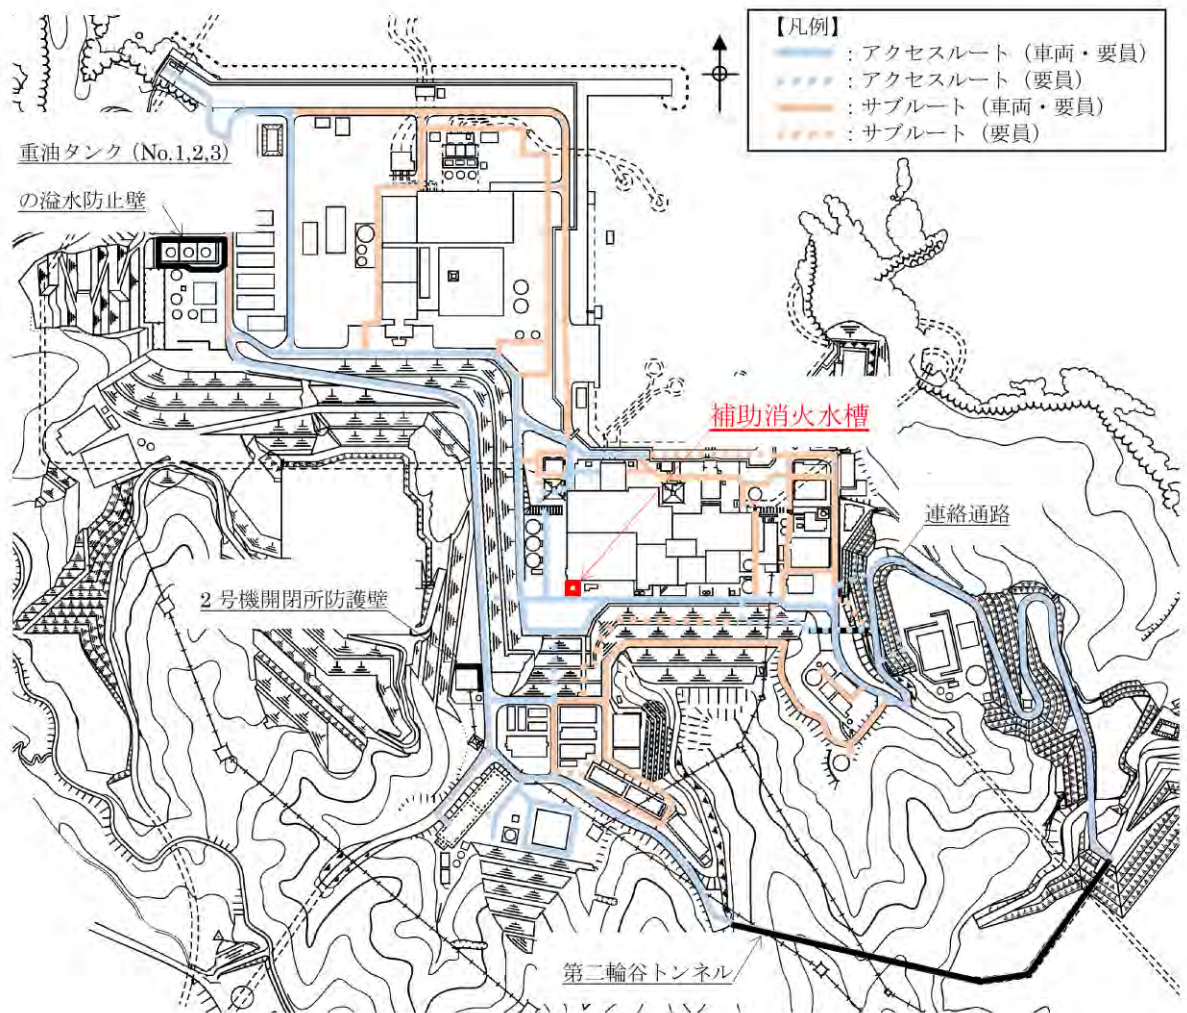 【凡例】
：アクセスルート（車両・要員）
：アクセスルート（要員）
：サブルート（車両・要員）
：サブルート（要員）
重油タンク(No.1,2,3)
の溢水防止壁
補助消火水槽
連絡通路
2号機開閉所防護壁
第二輪谷トンネル